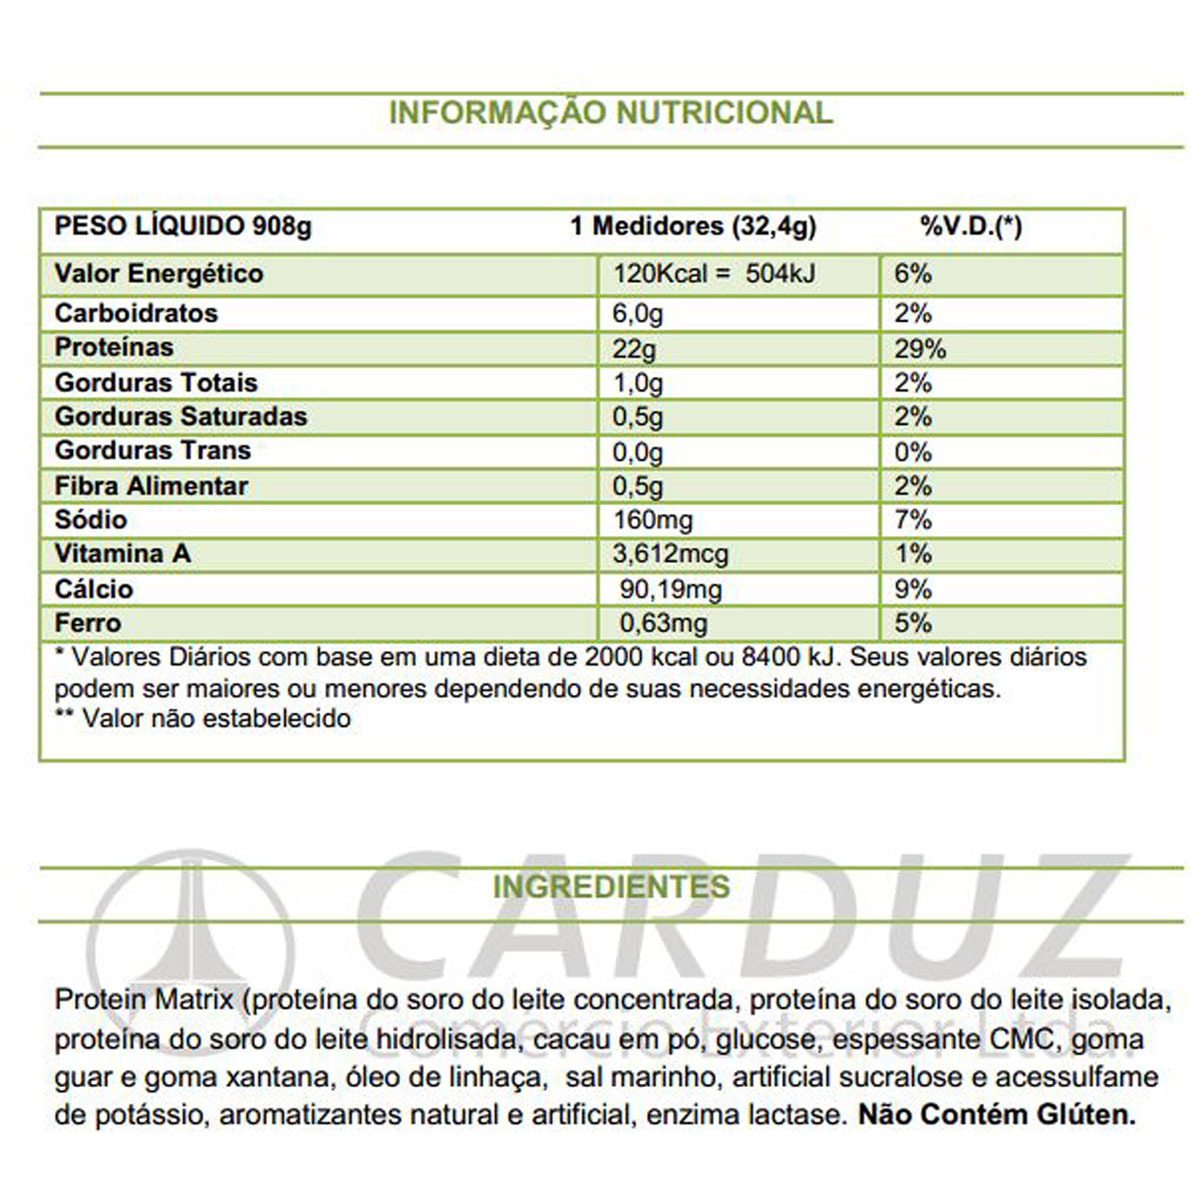 INFORMAÇÃO NUTRICIONAL
PESO LÍQUIDO 908g 1 Medidores (32,4g) %V.D.(*)
Valor Energético 120Kcal = 504kJ 6%
Carboidratos 6,0g 2%
Proteínas 22g 29%
Gorduras Totais 1,0g 2%
Gorduras Saturadas 0,5g 2%
Gorduras Trans 0,0g 0%
Fibra Alimentar 0,5g 2%
Sódio 160mg 7%
Vitamina A 3,612mcg 1%
Cálcio 90,19mg 9%
Ferro 0,63mg 5%
* Valores Diários com base em uma dieta de 2000 kcal ou 8400 kJ. Seus valores diários
podem ser maiores ou menores dependendo de suas necessidades energéticas.
** Valor não estabelecido
CARDUZ
Comércio Exterior Ltda.
INGREDIENTES
Protein Matrix (proteína do soro do leite concentrada, proteína do soro do leite isolada,
proteína do soro do leite hidrolisada, cacau em pó, glucose, espessante CMC, goma
guar e goma xantana, óleo de linhaça, sal marinho, artificial sucralose e acessulfame
de potássio, aromatizantes natural e artificial, enzima lactase. Não Contém Glúten.